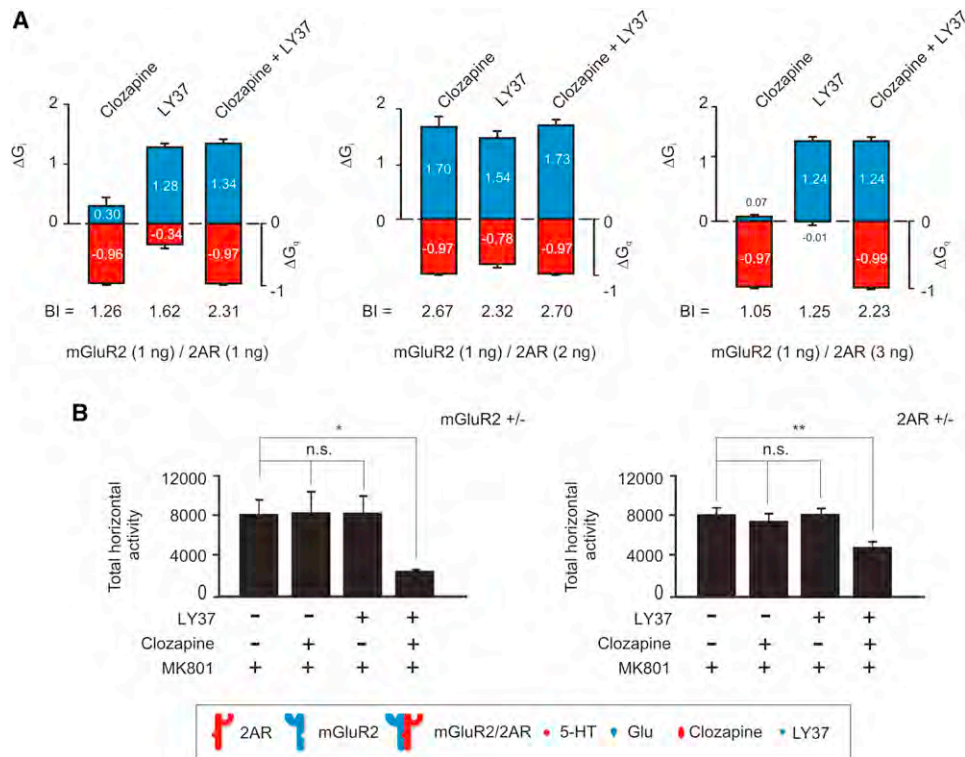 A
Clozapine
LY37
Clozapine + LY37
Clozapine
LY37
Clozapine + LY37
Clozapine
LY37
Clozapine + LY37
2
1
0
ΔGi
0.30
1.28
1.34
-0.96
-0.34
-0.97
0
-1
ΔGq
BI = 1.26 1.62 2.31
mGluR2 (1 ng) / 2AR (1 ng)
2
1
0
ΔGi
1.70
1.54
1.73
-0.97
-0.78
-0.97
0
-1
ΔGq
BI = 2.67 2.32 2.70
mGluR2 (1 ng) / 2AR (2 ng)
2
1
0
ΔGi
0.07
1.24
1.24
-0.97
-0.01
-0.99
0
-1
ΔGq
BI = 1.05 1.25 2.23
mGluR2 (1 ng) / 2AR (3 ng)
B
mGluR2 +/-
*
n.s.
12000
8000
4000
0
Total horizontal
activity
- - + +
- + - +
+ + + +
LY37
Clozapine
MK801
2AR +/-
**
n.s.
12000
8000
4000
0
Total horizontal
activity
LY37 - - + +
Clozapine - + - +
MK801 + + + +
2AR mGluR2 mGluR2/2AR 5-HT Glu Clozapine LY37